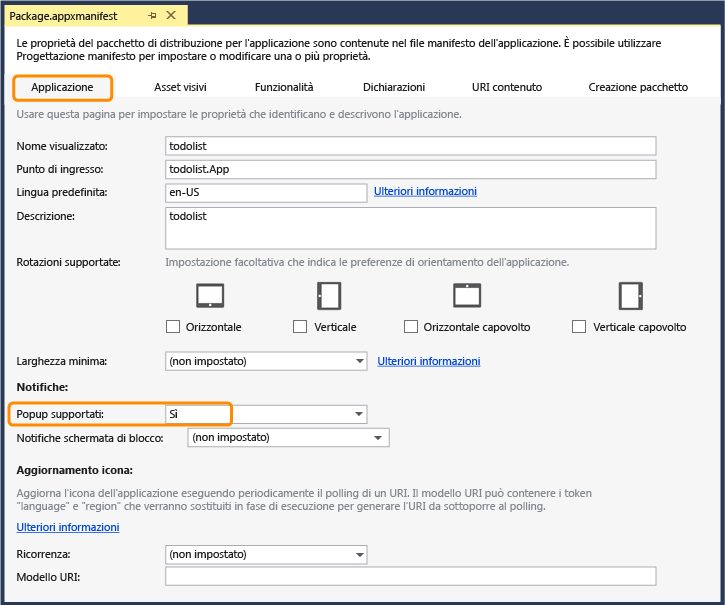 Package.appxmanifest
Le proprietà del pacchetto di distribuzione per l'applicazione sono contenute nel file manifesto dell'applicazione. È possibile utilizzare
Progettazione manifesto per impostare o modificare una o più proprietà.
Applicazione Asset visivi Funzionalità Dichiarazioni URI contenuto Creazione pacchetto
Usare questa pagina per impostare le proprietà che identificano e descrivono l'applicazione.
Nome visualizzato: todolist
Punto di ingresso: todolist.App
Lingua predefinita: en-US Ulteriori informazioni
Descrizione: todolist
Rotazioni supportate: Impostazione facoltativa che indica le preferenze di orientamento dell'applicazione.
Orizzontale Verticale Orizzontale capovolto Verticale capovolto
Larghezza minima: (non impostato) Ulteriori informazioni
Notifiche:
Popup supportati: Sì
Notifiche schermata di blocco: (non impostato)
Aggiornamento icona:
Aggiorna l'icona dell'applicazione eseguendo periodicamente il polling di un URI. Il modello URI può contenere i token
"language" e "region" che verranno sostituiti in fase di esecuzione per generare l'URI da sottoporre al polling.
Ulteriori informazioni
Ricorrenza: (non impostato)
Modello URI: